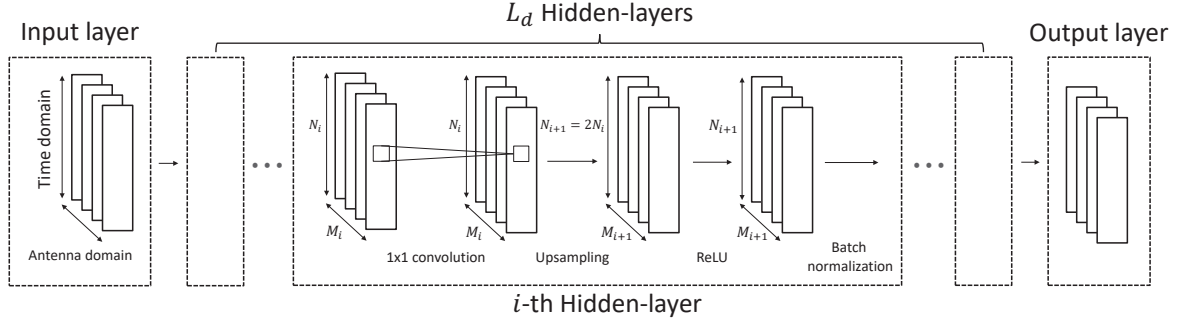 L_d Hidden-layers
Input layer
Output layer
Time domain
Antenna domain
N_i
M_i
N_i
M_i
N_{i+1} = 2N_i
M_{i+1}
N_{i+1}
M_{i+1}
1x1 convolution
Upsampling
ReLU
Batch
normalization
i-th Hidden-layer